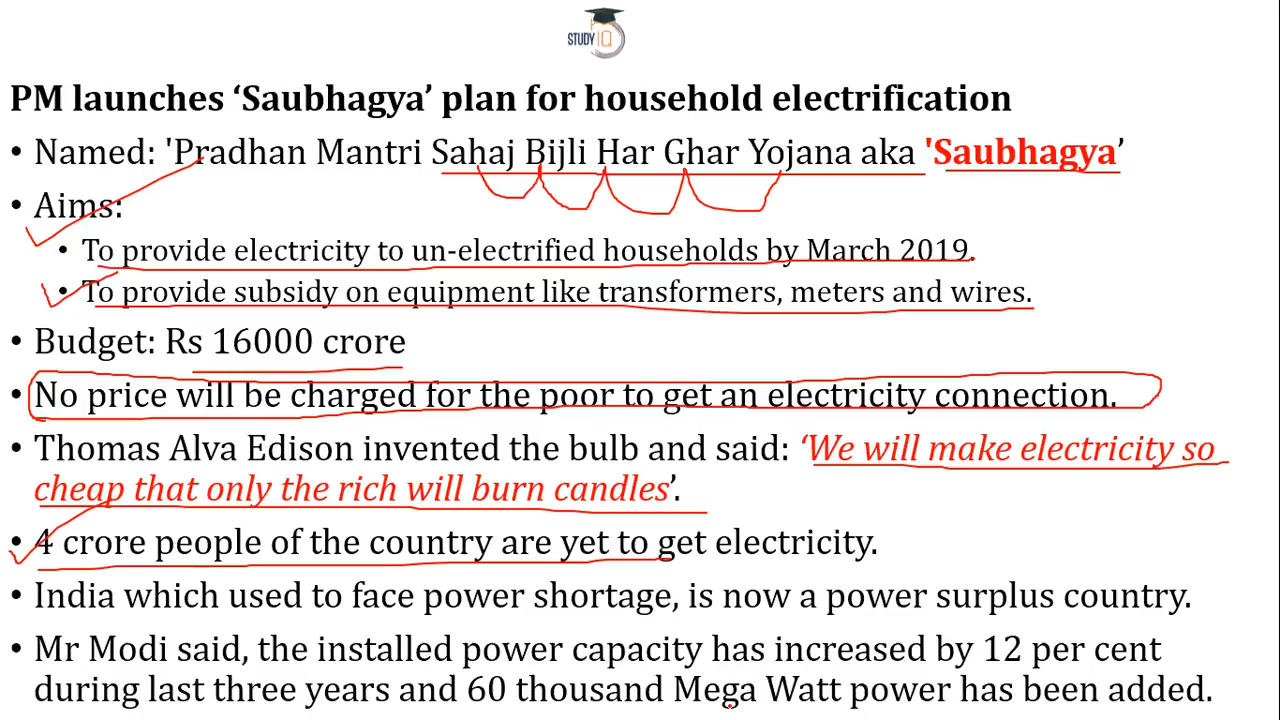 STUDY IQ
PM launches ‘Saubhagya’ plan for household electrification
• Named: 'Pradhan Mantri Sahaj Bijli Har Ghar Yojana aka 'Saubhagya’
• Aims:
• To provide electricity to un-electrified households by March 2019.
• To provide subsidy on equipment like transformers, meters and wires.
• Budget: Rs 16000 crore
• No price will be charged for the poor to get an electricity connection.
• Thomas Alva Edison invented the bulb and said: ‘We will make electricity so
cheap that only the rich will burn candles’.
• 4 crore people of the country are yet to get electricity.
• India which used to face power shortage, is now a power surplus country.
• Mr Modi said, the installed power capacity has increased by 12 per cent
during last three years and 60 thousand Mega Watt power has been added.